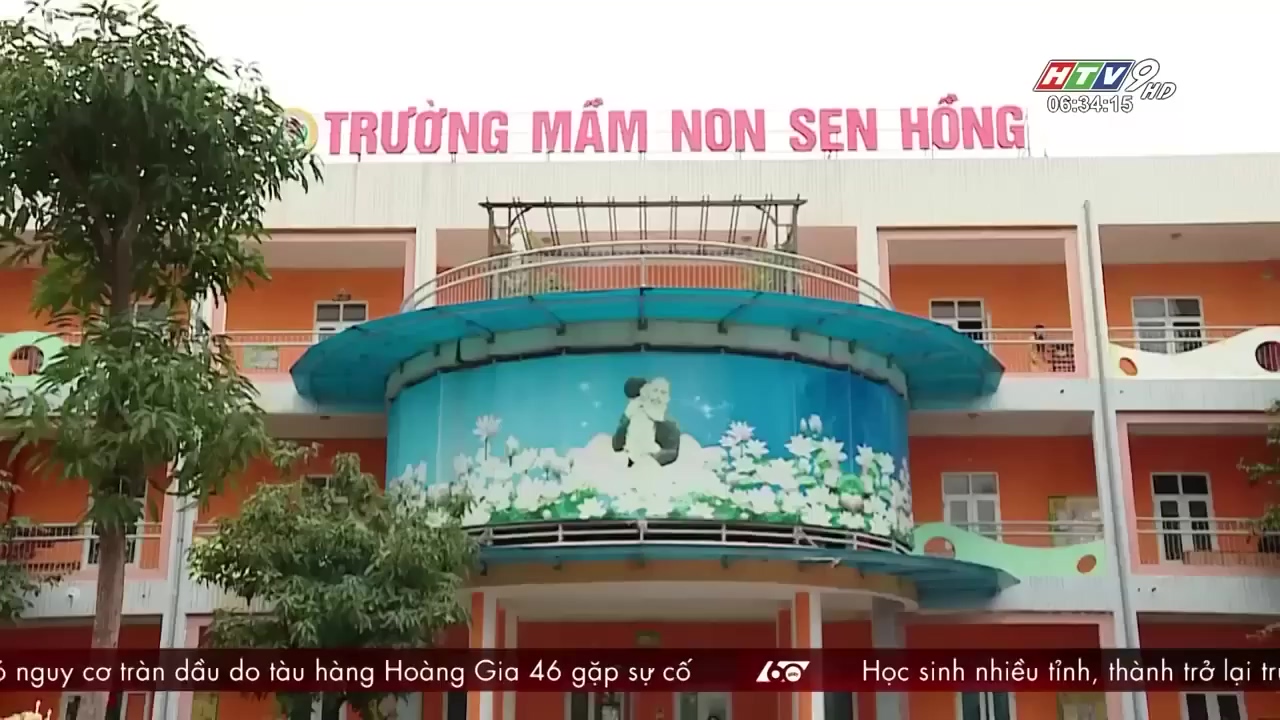 HTV9 HD
06:34:15
TRƯỜNG MẦM NON SEN HỒNG
nguy cơ tràn dầu do tàu hàng Hoàng Gia 46 gặp sự cố 60 Học sinh nhiều tỉnh, thành trở lại